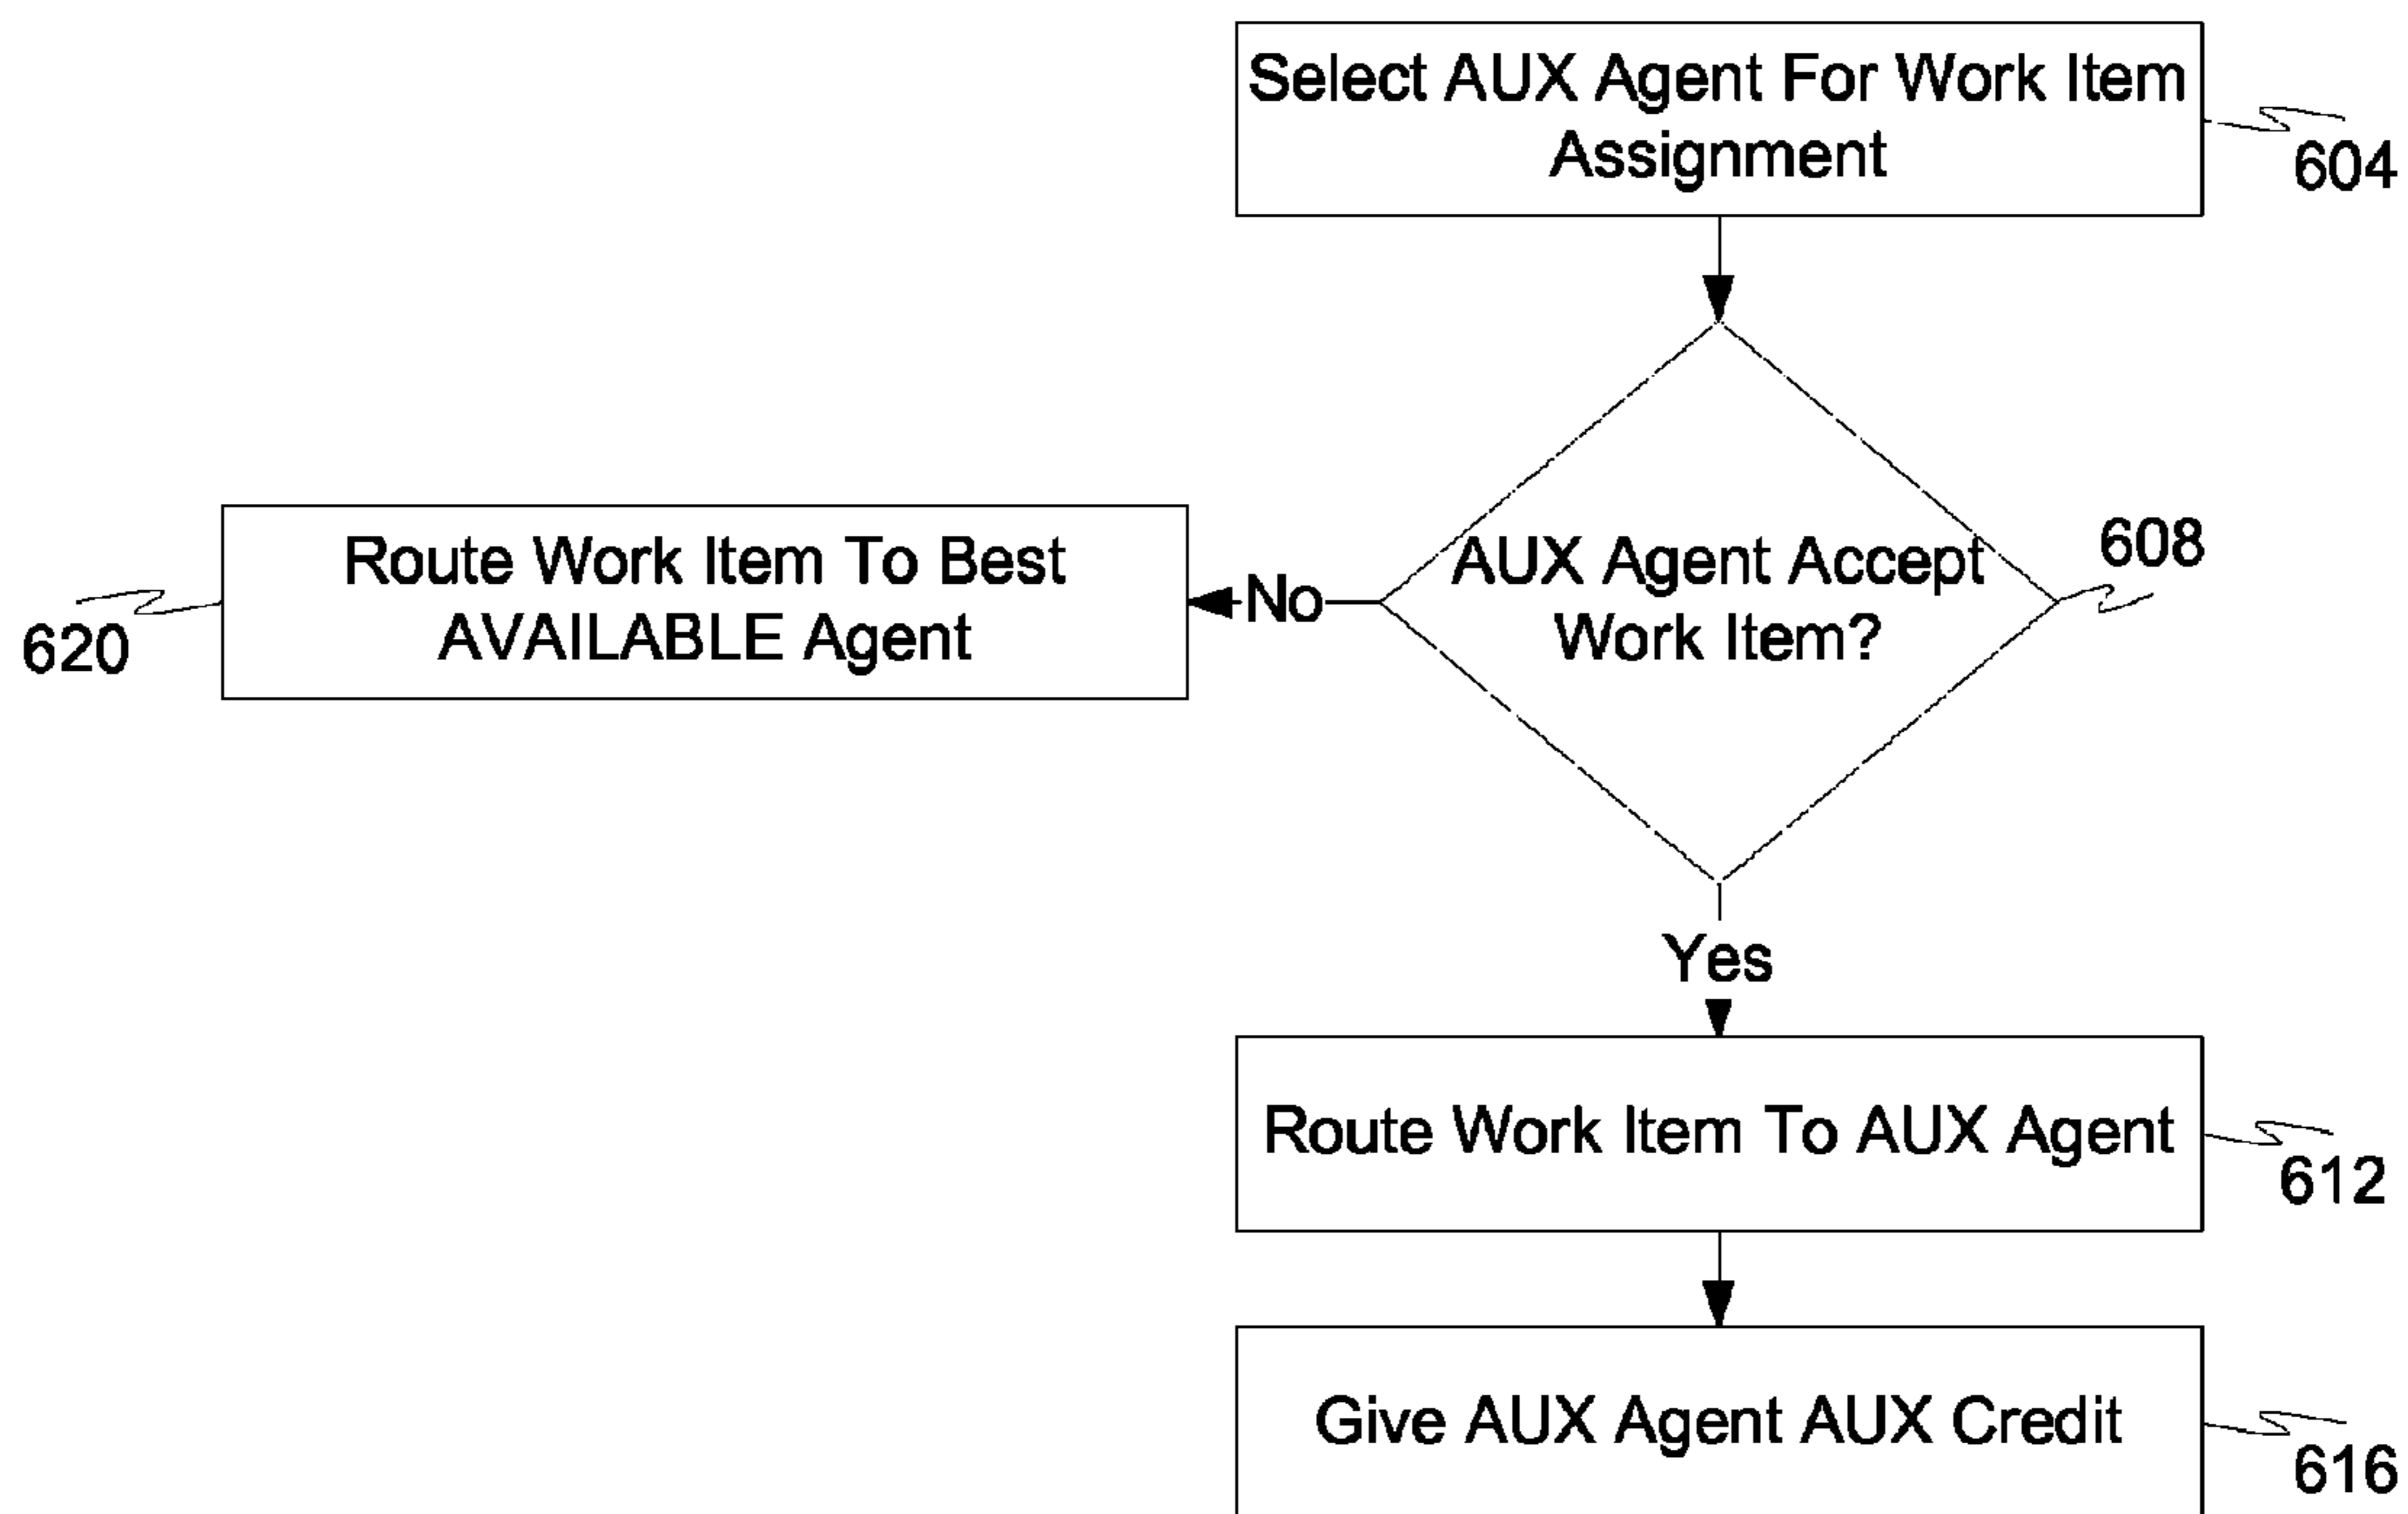 Select AUX Agent For Work Item
Assignment
604
AUX Agent Accept
Work Item?
608
No
Route Work Item To Best
AVAILABLE Agent
620
Yes
Route Work Item To AUX Agent
612
Give AUX Agent AUX Credit
616